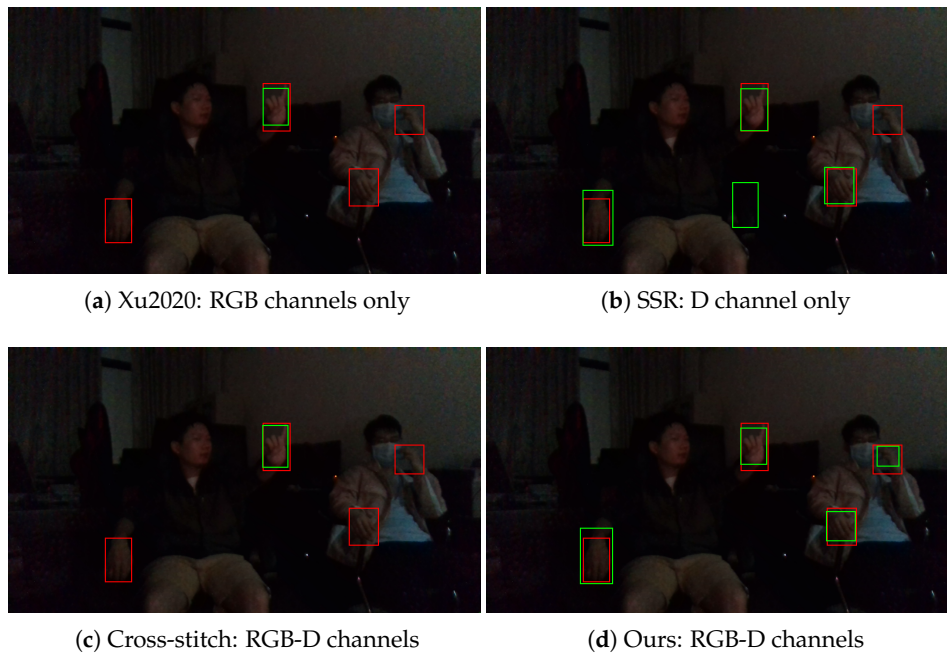 (a) Xu2020: RGB channels only
(b) SSR: D channel only
(c) Cross-stitch: RGB-D channels
(d) Ours: RGB-D channels